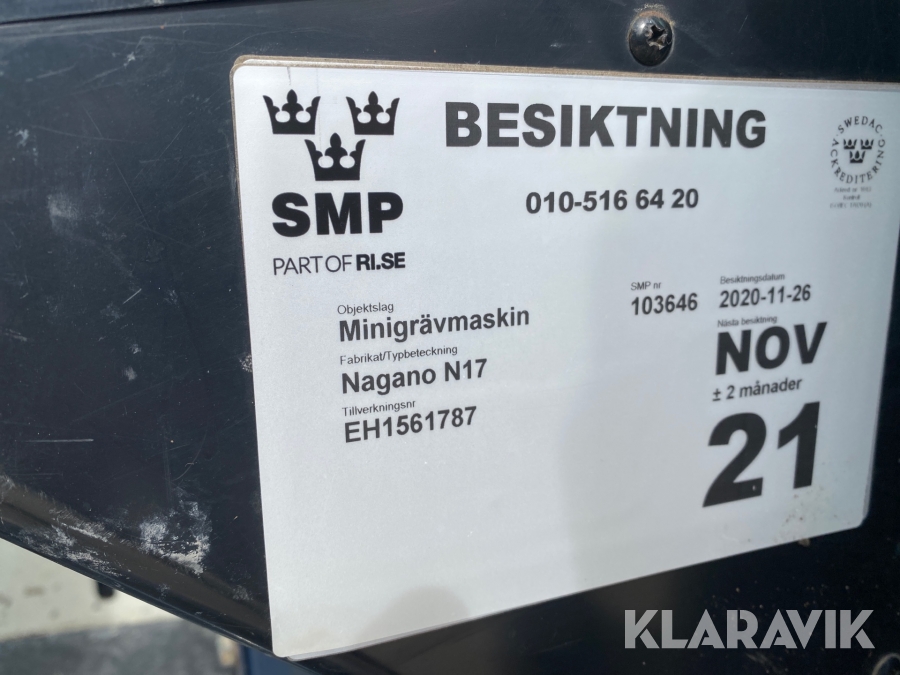 BESIKTNING
SWEDAC
ACKREDITERING
SMP
010-516 64 20
PART OF RI.SE
Objektslag
Minigrävmaskin
Fabrikat/Typbeteckning
Nagano N17
Tillverkningsnr
EH1561787
SMP nr
103646
Besiktningsdatum
2020-11-26
Nästa besiktning
NOV
± 2 månader
21
KLARAVIK